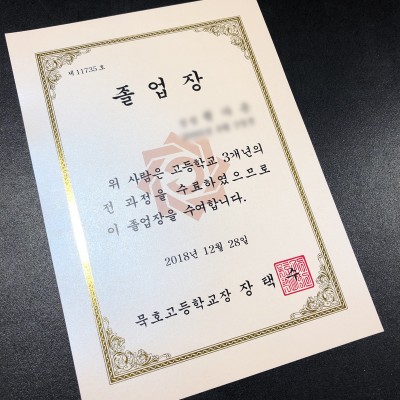 제 11735 호
졸 업 장
위 사람은 고등학교 3개년의
전 과정을 수료하였으므로
이 졸업장을 수여합니다.
2018년 12월 28일
묵호고등학교장 장 택 수